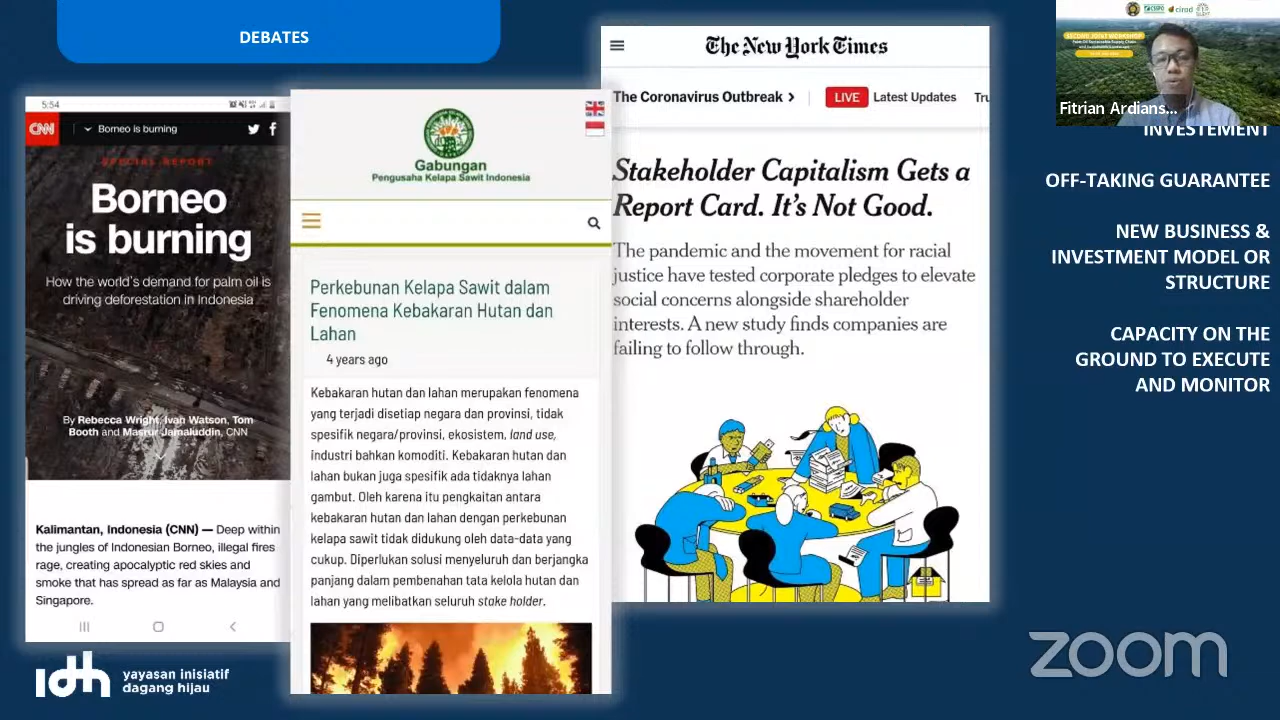 DEBATES
5:54
CNN
Borneo is burning
SPECIAL REPORT
Borneo
is burning
How the world's demand for palm oil is
driving deforestation in Indonesia
By Rebecca Wright, Ivan Watson, Tom
Booth and Masrur Jamaluddin, CNN
Kalimantan, Indonesia (CNN) — Deep within
the jungles of Indonesian Borneo, illegal fires
rage, creating apocalyptic red skies and
smoke that has spread as far as Malaysia and
Singapore.
idh
yayasan inisiatif
dagang hijau
Gabungan
Pengusaha Kelapa Sawit Indonesia
Perkebunan Kelapa Sawit dalam
Fenomena Kebakaran Hutan dan
Lahan
4 years ago
Kebakaran hutan dan lahan merupakan fenomena
yang terjadi disetiap negara dan provinsi, tidak
spesifik negara/provinsi, ekosistem, land use,
industri bahkan komoditi. Kebakaran hutan dan
lahan bukan juga spesifik ada tidaknya lahan
gambut. Oleh karena itu pengkaitan antara
kebakaran hutan dan lahan dengan perkebunan
kelapa sawit tidak didukung oleh data-data yang
cukup. Diperlukan solusi menyeluruh dan berjangka
panjang dalam pembenahan tata kelola hutan dan
lahan yang melibatkan seluruh stake holder.
The New York Times
The Coronavirus Outbreak >
LIVE Latest Updates Tru
Stakeholder Capitalism Gets a
Report Card. It's Not Good.
The pandemic and the movement for racial
justice have tested corporate pledges to elevate
social concerns alongside shareholder
interests. A new study finds companies are
failing to follow through.
cirad
SECOND JOINT WORKSHOP
Fitrian Ardians...
INVESTEMENT
OFF-TAKING GUARANTEE
NEW BUSINESS &
INVESTMENT MODEL OR
STRUCTURE
CAPACITY ON THE
GROUND TO EXECUTE
AND MONITOR
zoom